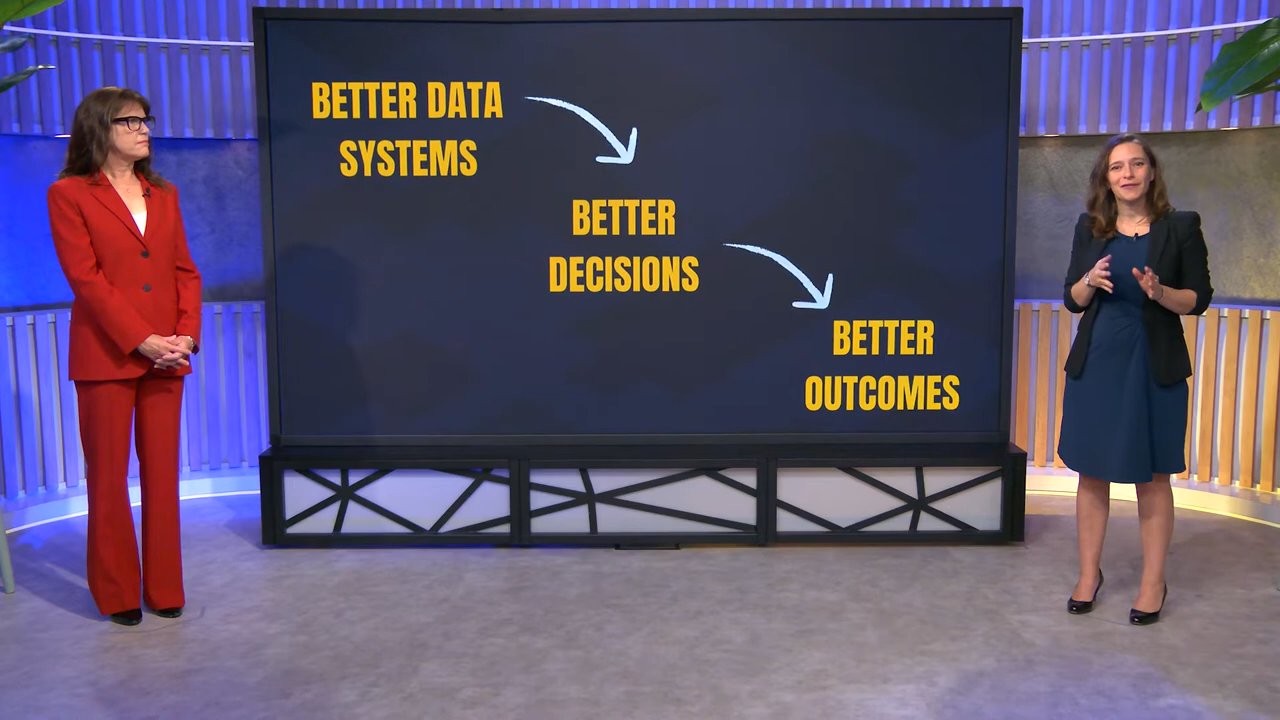 BETTER DATA
SYSTEMS
BETTER
DECISIONS
BETTER
OUTCOMES